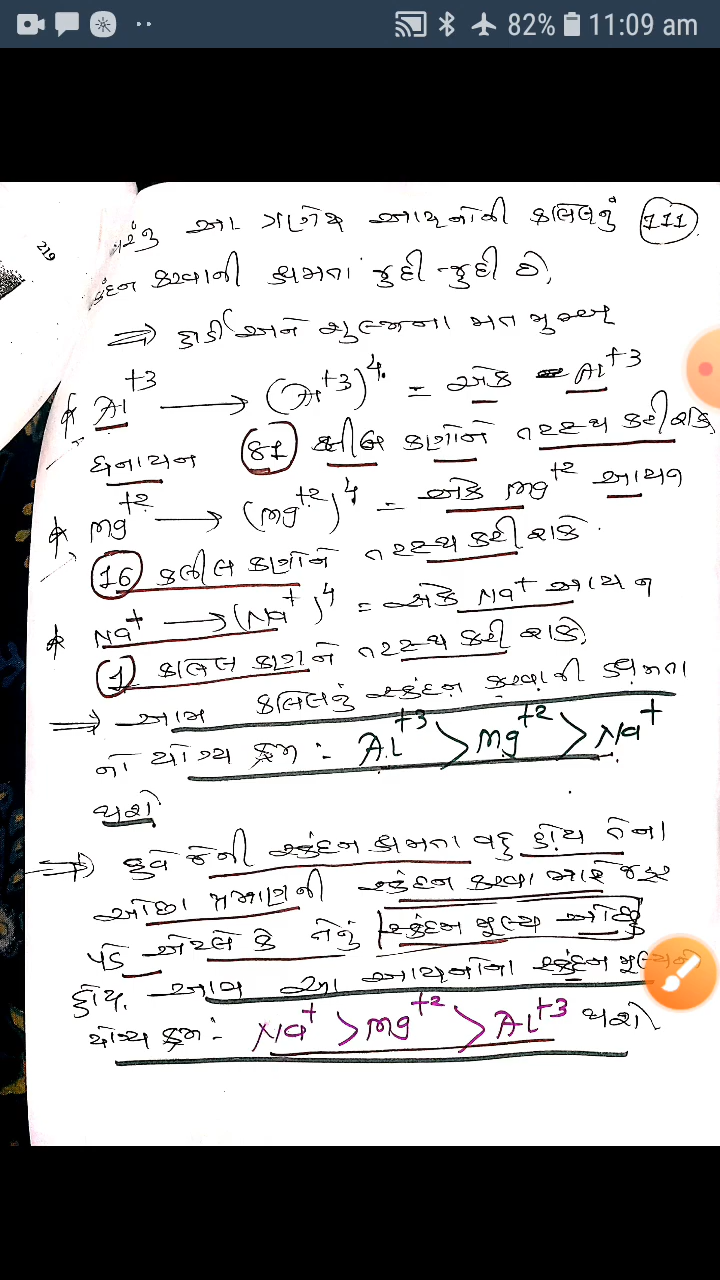 82% 11:09 am
219
પરંતુ આ ત્રણેય આયનોની કલિલનું 111
સ્કંદન કરવાની ક્ષમતા જુદી-જુદી છે,
⇒ હાર્ડી અને શુલ્ઝના મત મુજબ
* Al+3 ⟶ (Al+3)4 = એક Al+3
ધનાયન 81 કલીલ કણોને તટસ્થ કરી શકે
* mg+2 ⟶ (mg+2)4 = એક mg+2 આયન
16 કલીલ કણોને તટસ્થ કરી શકે.
* Na+ ⟶ (Na+)4 = એક Na+ આયન
1 કલિલ કણને તટસ્થ કરી શકે,
⇒ આમ કલિલનું સ્કંદન કરવાની ક્ષમતા
નો યોગ્ય ક્રમ :- Al+3 > mg+2 > Na+
થશે
⇒ હવે જેની સ્કંદન ક્ષમતા વધુ હોય તેના
ઓછા પ્રમાણની સ્કંદન કરવા માટે જરૂર
પડે એટલે કે તેનું સ્કંદન મૂલ્ય ઓછુ
હોય, આમ આ આયનોના સ્કંદન મૂલ્યનો
યોગ્ય ક્રમ :- Na+ > mg+2 > Al+3 થશે